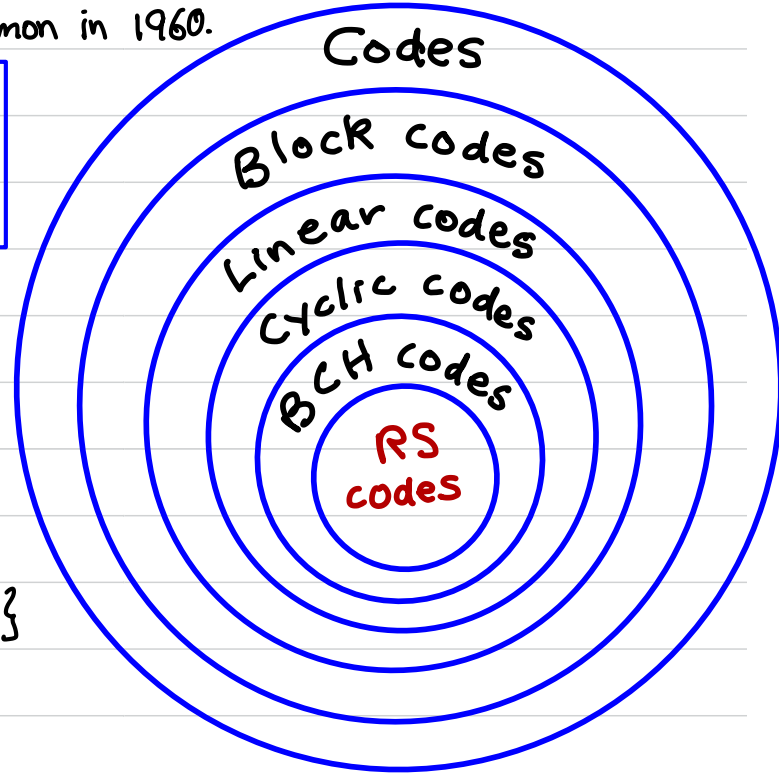 mon in 1960.
Codes
Block codes
Linear codes
Cyclic codes
BCH codes
RS
codes
}